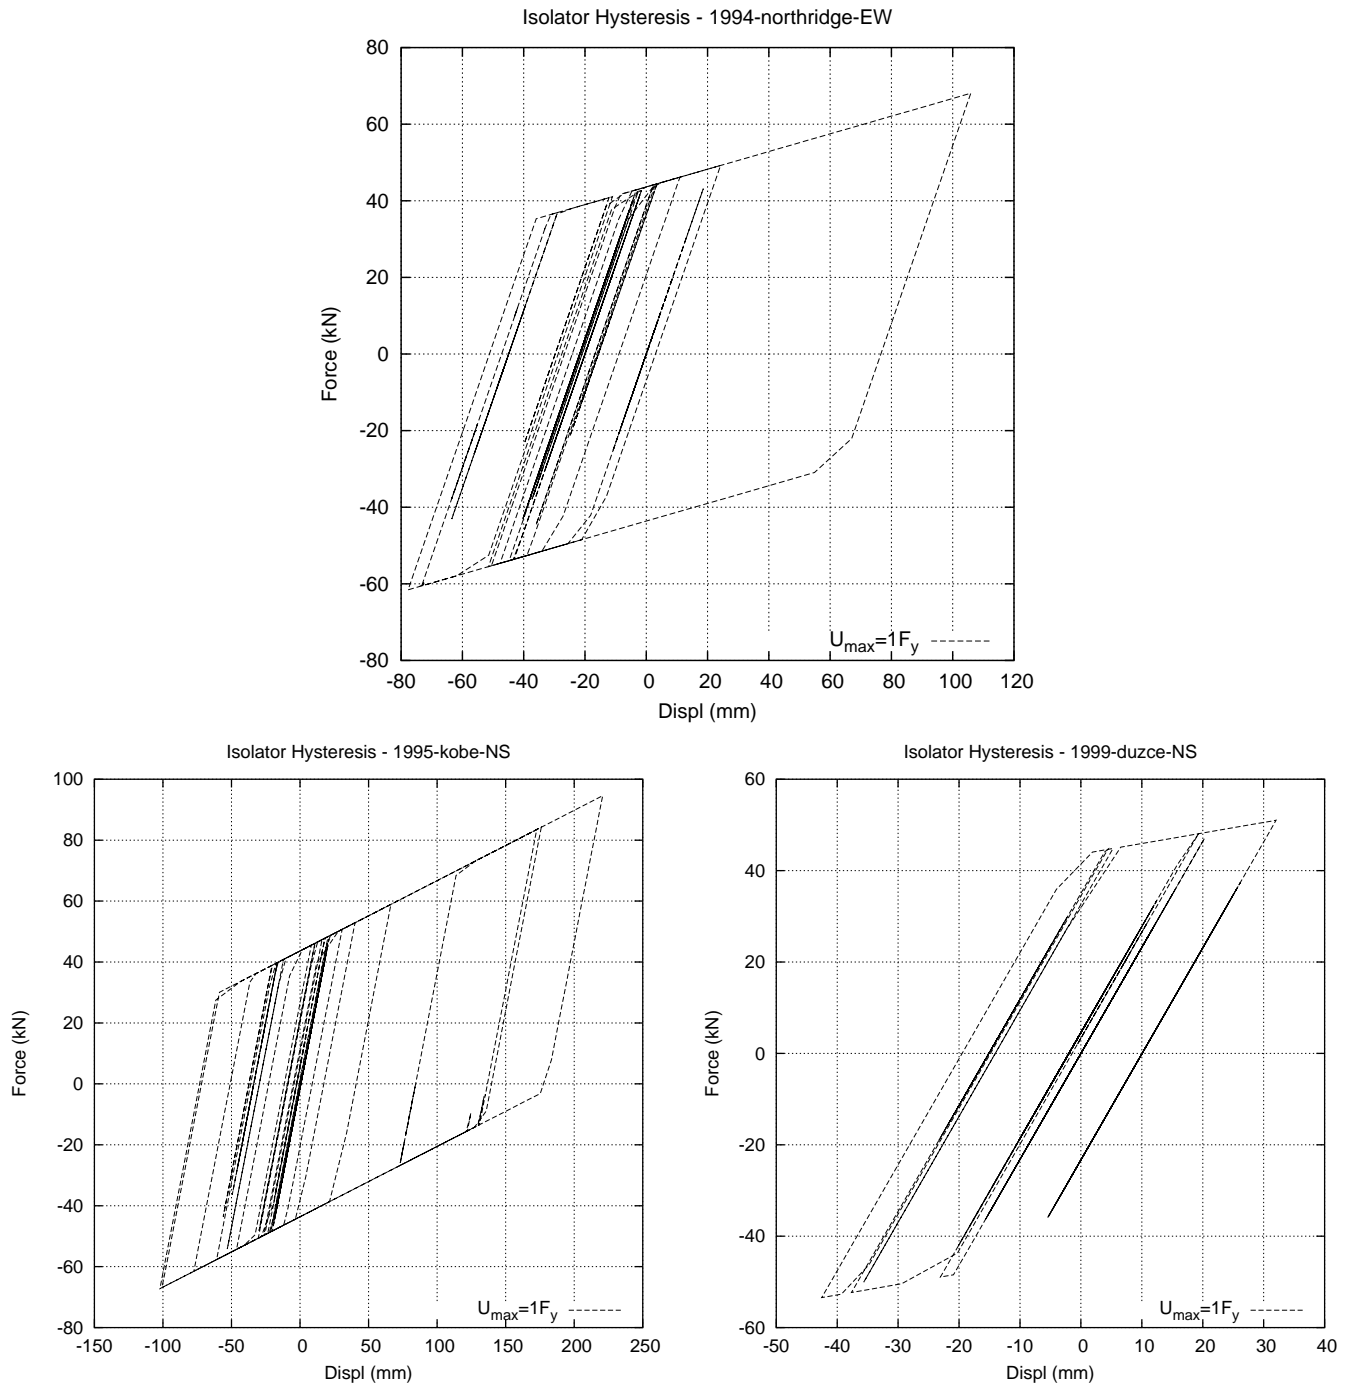 Isolator Hysteresis - 1994-northridge-EW
80
60
40
20
0
-20
-40
-60
-80
Force (kN)
U_max=1F_y
-80 -60 -40 -20 0 20 40 60 80 100 120
Displ (mm)
Isolator Hysteresis - 1995-kobe-NS
100
80
60
40
20
0
-20
-40
-60
-80
Force (kN)
U_max=1F_y
-150 -100 -50 0 50 100 150 200 250
Displ (mm)
Isolator Hysteresis - 1999-duzce-NS
60
40
20
0
-20
-40
-60
Force (kN)
U_max=1F_y
-50 -40 -30 -20 -10 0 10 20 30 40
Displ (mm)